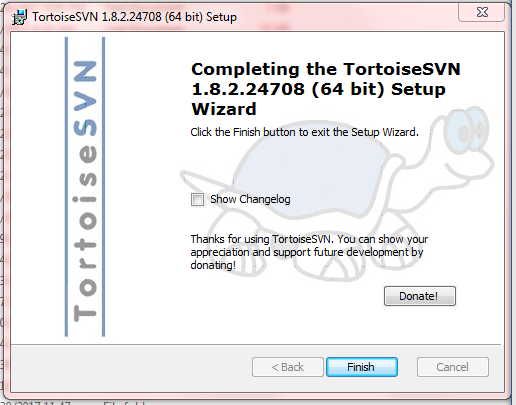 TortoiseSVN 1.8.2.24708 (64 bit) Setup
TortoiseSVN
Completing the TortoiseSVN
1.8.2.24708 (64 bit) Setup
Wizard
Click the Finish button to exit the Setup Wizard.
Show Changelog
Thanks for using TortoiseSVN. You can show your
appreciation and support future development by
donating!
Donate!
< Back
Finish
Cancel